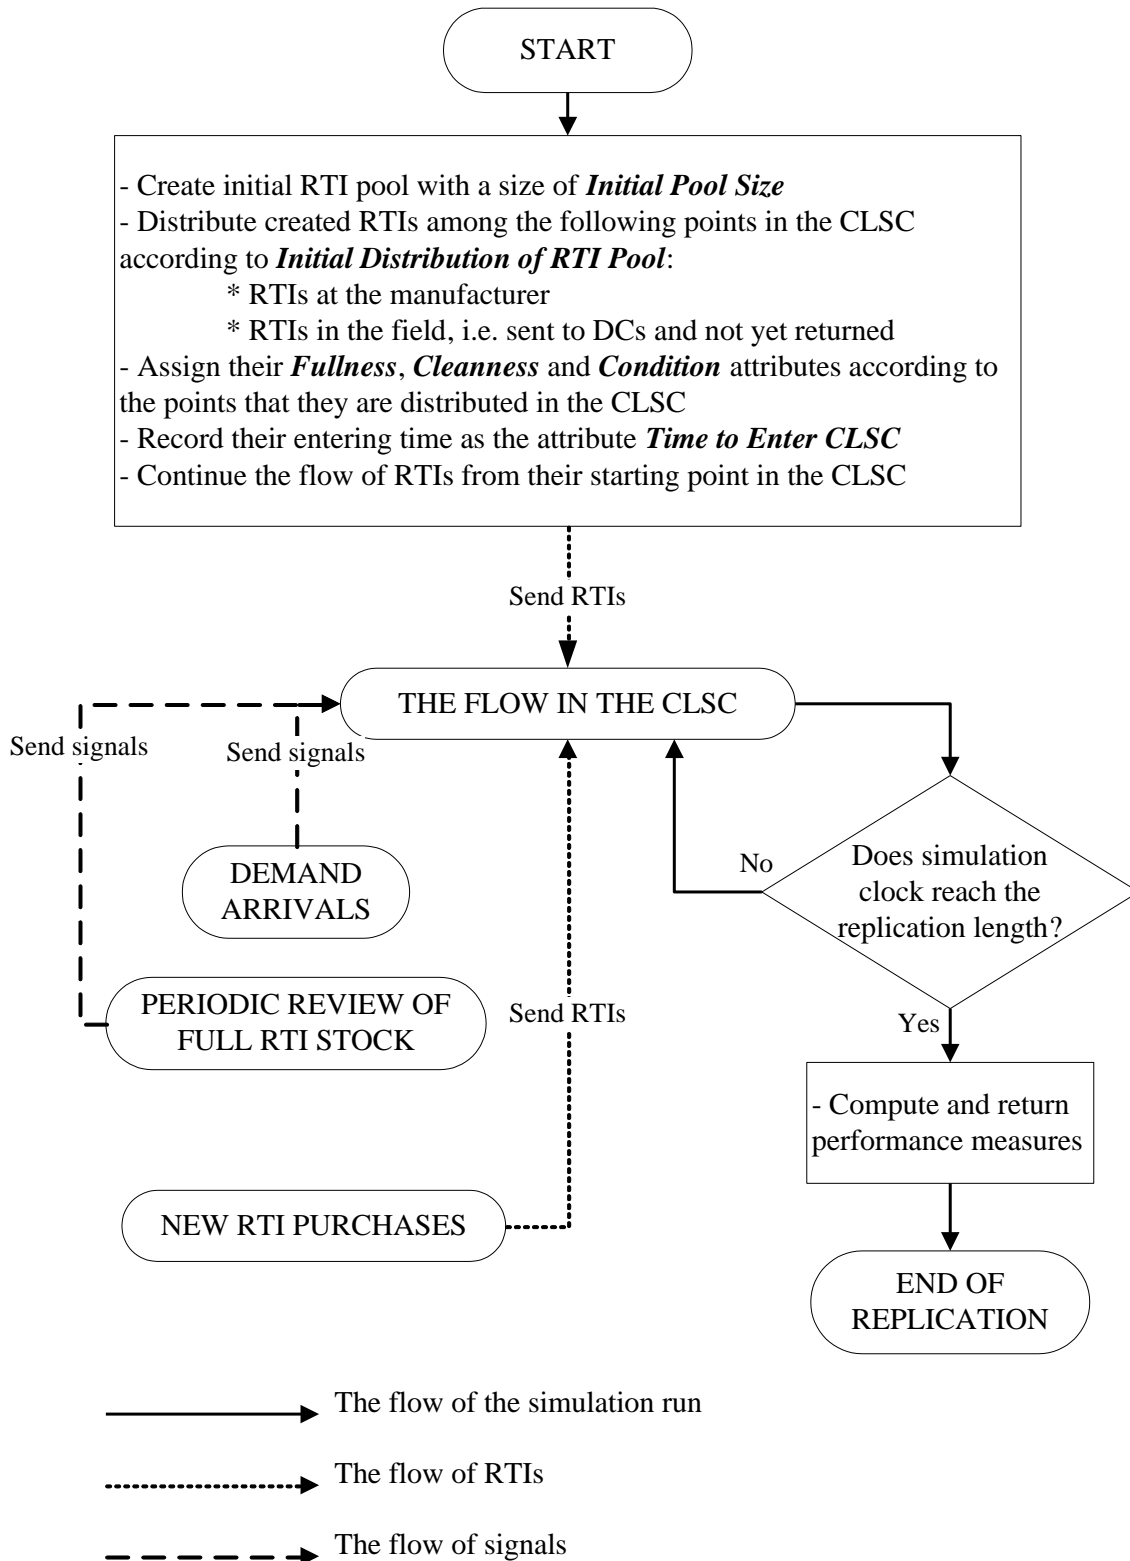 START
- Create initial RTI pool with a size of Initial Pool Size
- Distribute created RTIs among the following points in the CLSC
according to Initial Distribution of RTI Pool:
* RTIs at the manufacturer
* RTIs in the field, i.e. sent to DCs and not yet returned
- Assign their Fullness, Cleanness and Condition attributes according to
the points that they are distributed in the CLSC
- Record their entering time as the attribute Time to Enter CLSC
- Continue the flow of RTIs from their starting point in the CLSC
Send RTIs
THE FLOW IN THE CLSC
Send signals
Send signals
DEMAND
ARRIVALS
No
Does simulation
clock reach the
replication length?
PERIODIC REVIEW OF
FULL RTI STOCK
Send RTIs
Yes
- Compute and return
performance measures
NEW RTI PURCHASES
END OF
REPLICATION
The flow of the simulation run
The flow of RTIs
The flow of signals